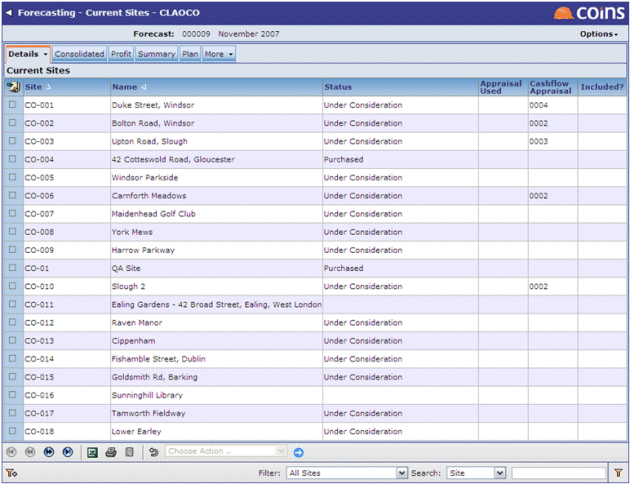 Forecasting - Current Sites - CLAOCO coins
Forecast: 000009 November 2007 Options
Details Consolidated Profit Summary Plan More
Current Sites
Site Name Status Appraisal Used Cashflow Appraisal Included?
CO-001 Duke Street, Windsor Under Consideration 0004
CO-002 Bolton Road, Windsor Under Consideration 0002
CO-003 Upton Road, Slough Under Consideration 0003
CO-004 42 Cotteswold Road, Gloucester Purchased
CO-005 Windsor Parkside Under Consideration
CO-006 Carnforth Meadows Under Consideration 0002
CO-007 Maidenhead Golf Club Under Consideration
CO-008 York Mews Under Consideration
CO-009 Harrow Parkway Under Consideration
CO-01 QA Site Purchased
CO-010 Slough 2 Under Consideration 0002
CO-011 Ealing Gardens - 42 Broad Street, Ealing, West London
CO-012 Raven Manor Under Consideration
CO-013 Cippenham Under Consideration
CO-014 Fishamble Street, Dublin Under Consideration
CO-015 Goldsmith Rd, Barking Under Consideration
CO-016 Sunninghill Library
CO-017 Tamworth Fieldway Under Consideration
CO-018 Lower Earley Under Consideration
Choose Action ..
Filter: All Sites Search: Site